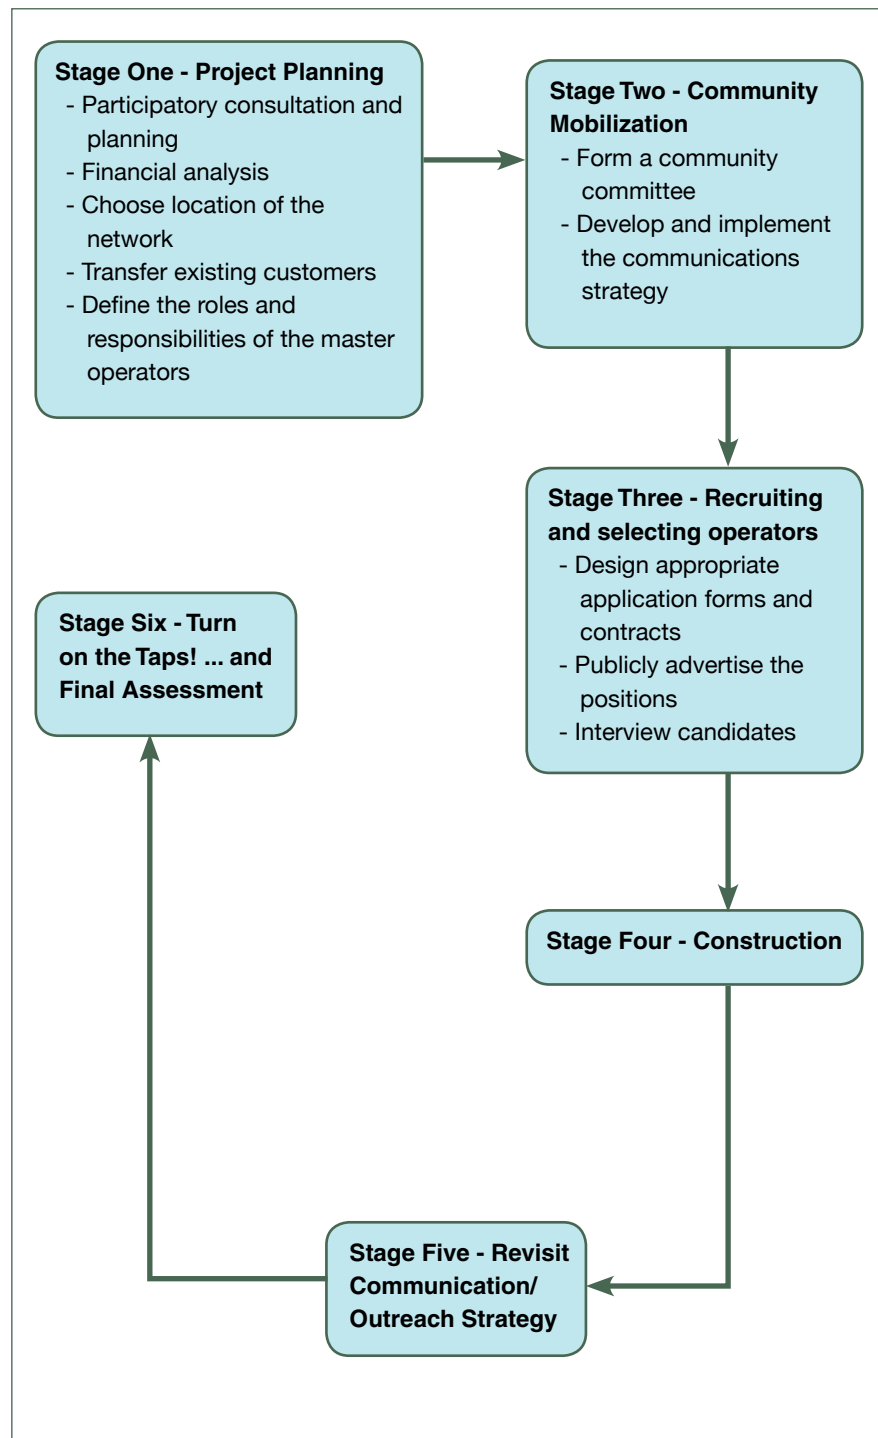 Stage One - Project Planning
- Participatory consultation and
planning
- Financial analysis
- Choose location of the
network
- Transfer existing customers
- Define the roles and
responsibilities of the master
operators
Stage Two - Community
Mobilization
- Form a community
committee
- Develop and implement
the communications
strategy
Stage Three - Recruiting
and selecting operators
- Design appropriate
application forms and
contracts
- Publicly advertise the
positions
- Interview candidates
Stage Four - Construction
Stage Five - Revisit
Communication/
Outreach Strategy
Stage Six - Turn
on the Taps! ... and
Final Assessment